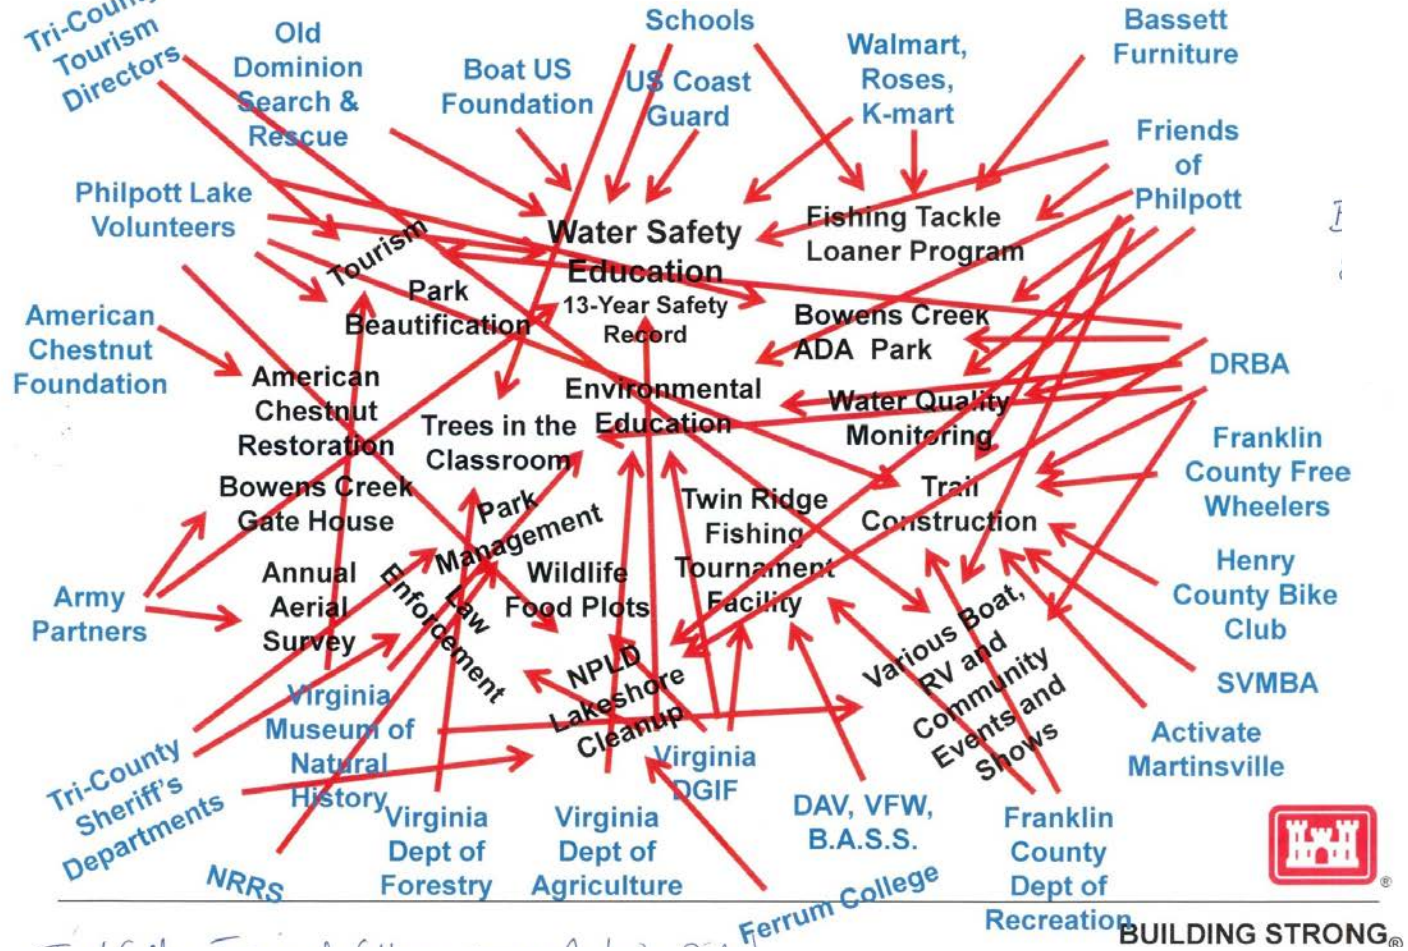 Tri-County
Tourism
Directors
Old
Dominion
Search &
Rescue
Boat US
Foundation
Schools
US Coast
Guard
Walmart,
Roses,
K-mart
Bassett
Furniture
Friends
of
Philpott
Philpott Lake
Volunteers
Tourism
Water Safety
Education
13-Year Safety
Record
Fishing Tackle
Loaner Program
Park
Beautification
Bowens Creek
ADA Park
American
Chestnut
Foundation
American
Chestnut
Restoration
Environmental
Education
Trees in the
Classroom
Water Quality
Monitoring
DRBA
Franklin
County Free
Wheelers
Bowens Creek
Gate House
Park
Management
Twin Ridge
Fishing
Tournament
Facility
Trail
Construction
Army
Partners
Annual
Aerial
Survey
Law
Enforcement
Wildlife
Food Plots
Henry
County Bike
Club
NPLD
Lakeshore
Cleanup
Various Boat,
RV and
Community
Events and
Shows
SVMBA
Activate
Martinsville
Virginia
Museum of
Natural
History
Tri-County
Sheriff's
Departments
NRRS
Virginia
Dept of
Forestry
Virginia
Dept of
Agriculture
Virginia
DGIF
DAV, VFW,
B.A.S.S.
Ferrum College
Franklin
County
Dept of
Recreation
®
BUILDING STRONG®